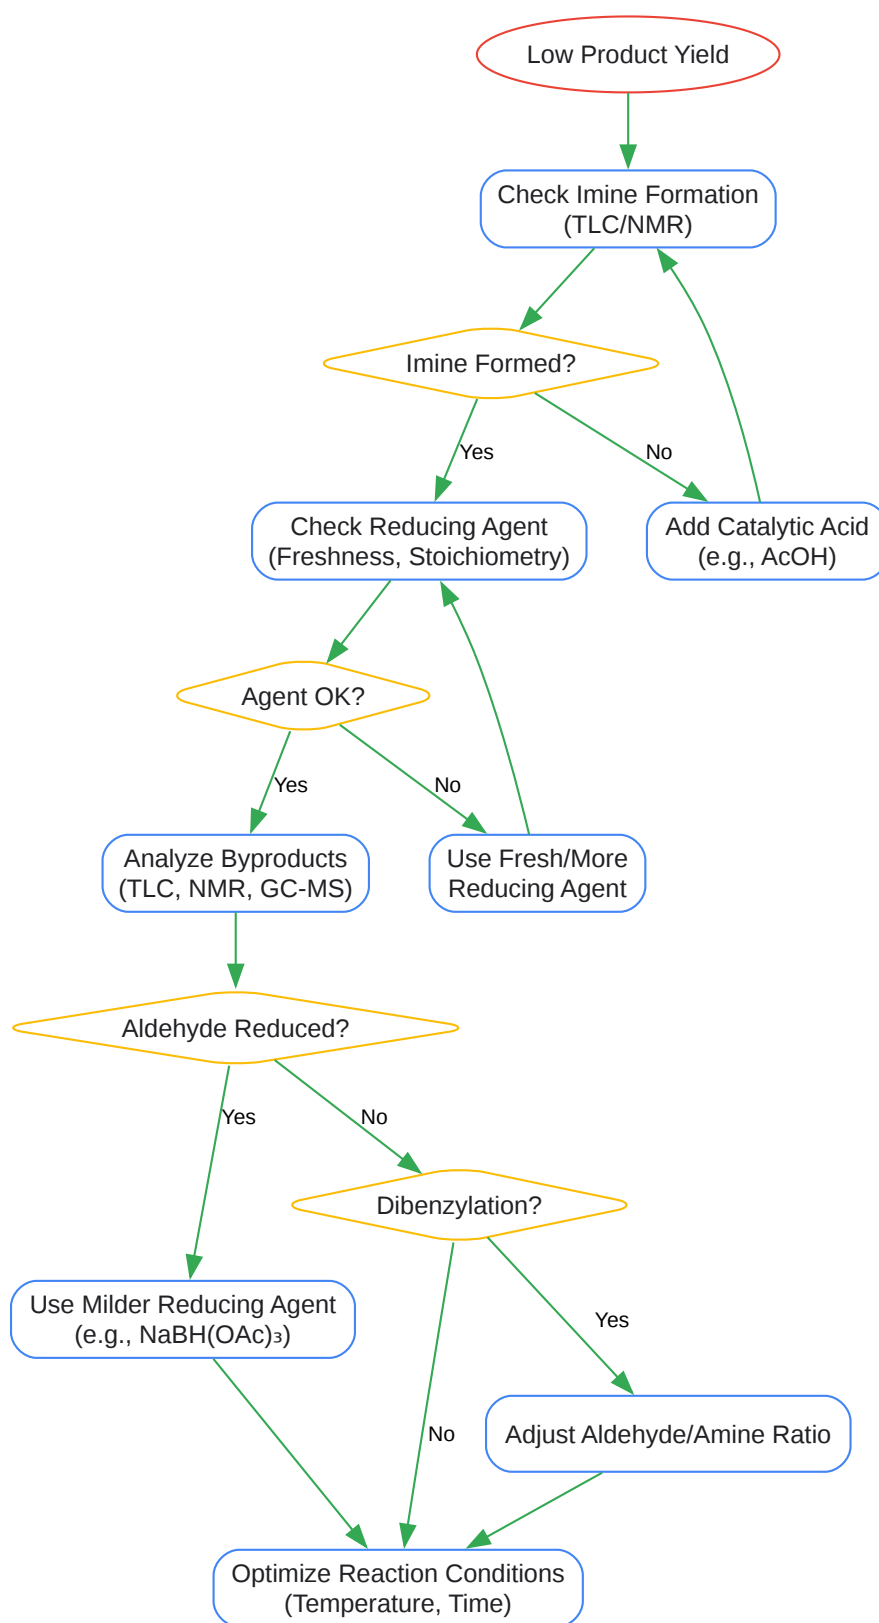 Low Product Yield
Check Imine Formation
(TLC/NMR)
Imine Formed?
Yes
No
Check Reducing Agent
(Freshness, Stoichiometry)
Add Catalytic Acid
(e.g., AcOH)
Agent OK?
Yes
No
Analyze Byproducts
(TLC, NMR, GC-MS)
Use Fresh/More
Reducing Agent
Aldehyde Reduced?
Yes
No
Dibenzylation?
Use Milder Reducing Agent
(e.g., NaBH(OAc)₃)
Yes
No
Adjust Aldehyde/Amine Ratio
Optimize Reaction Conditions
(Temperature, Time)